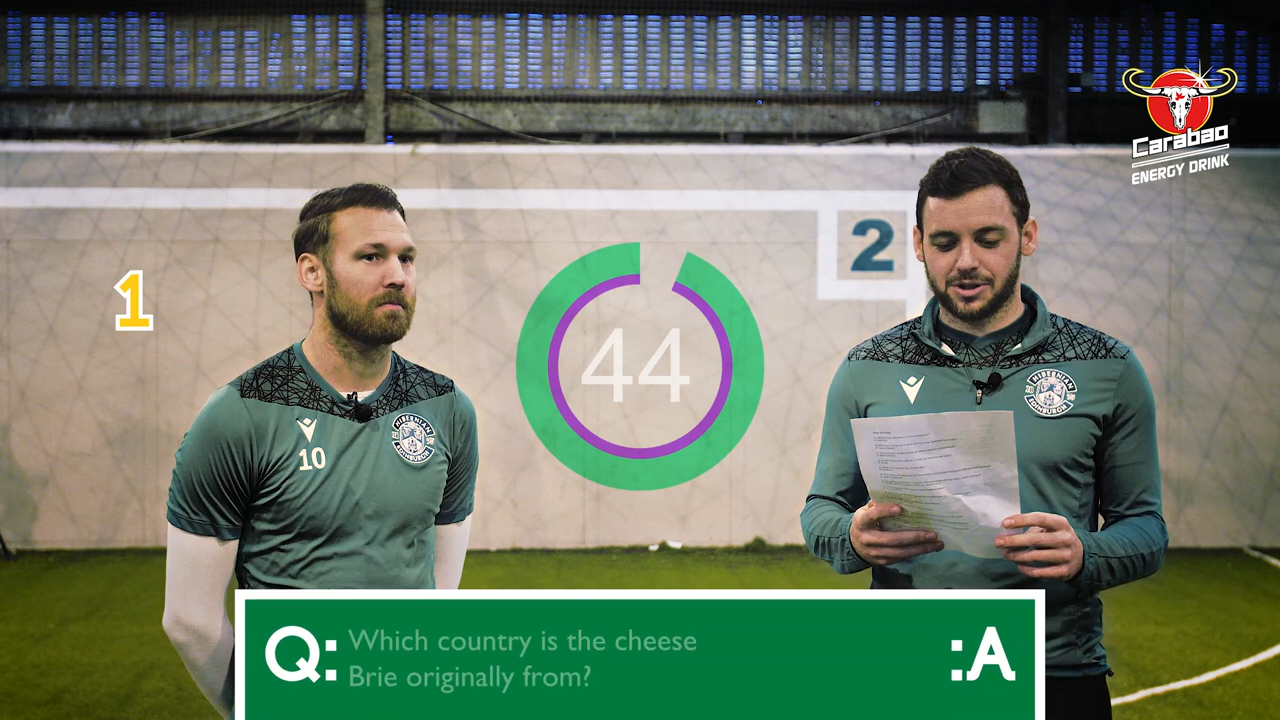 Carabao
ENERGY DRINK
1
2
44
10
HIBERNIAN
EDINBURGH
HIBERNIAN
EDINBURGH
Q:
Which country is the cheese
Brie originally from?
:A